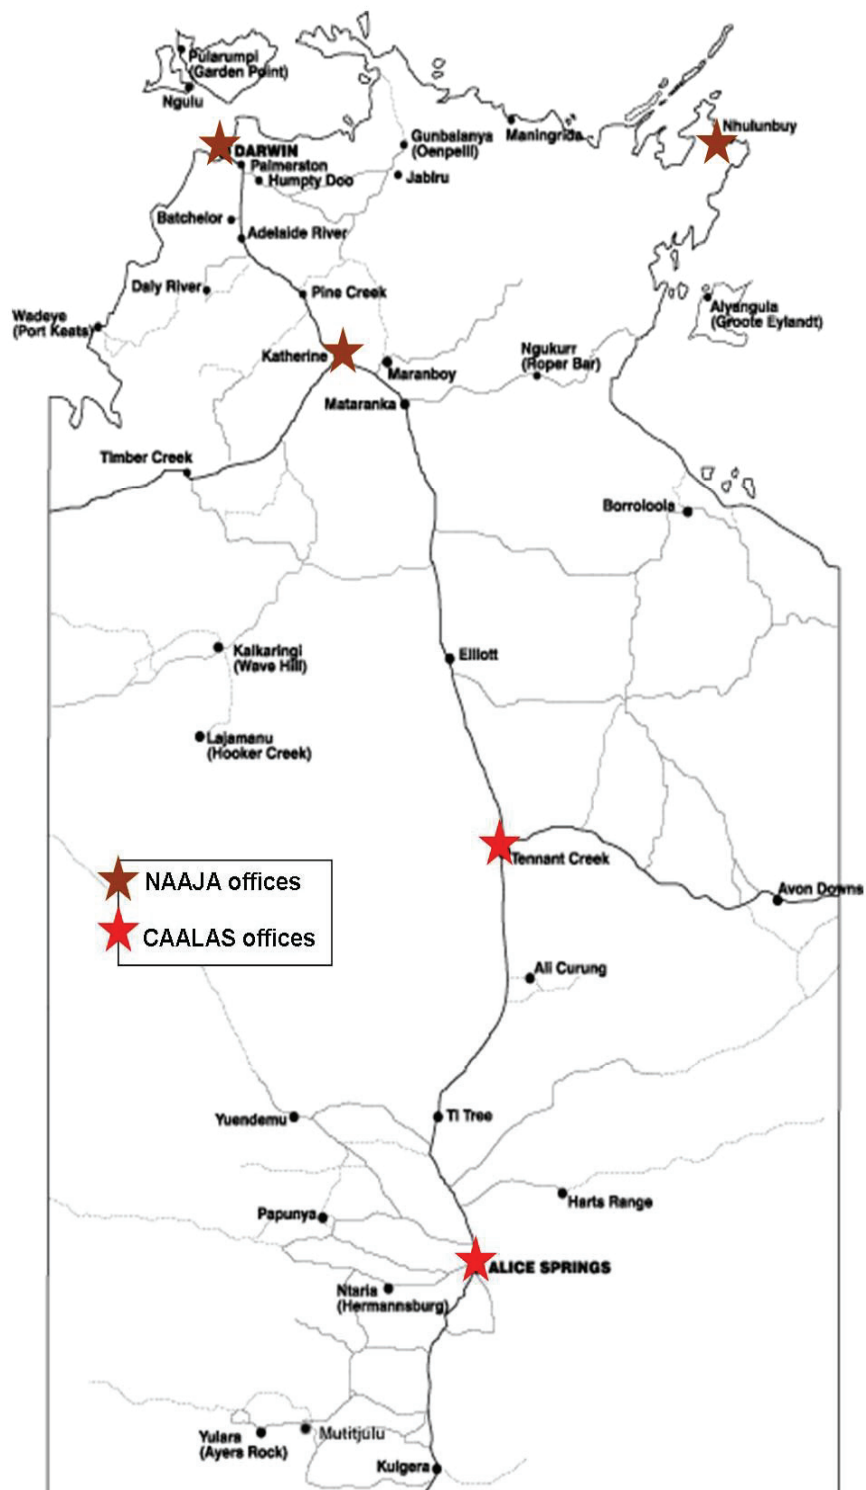 Pularumpi
(Garden Point)
Ngulu
Nhulunbuy
Maningrida
Gunbalanya
(Oenpelli)
DARWIN
Palmerston
Humpty Doo
Jabiru
Batchelor
Adelaide River
Daly River
Pine Creek
Wadeye
(Port Keats)
Alyangula
(Groote Eylandt)
Katherine
Maranboy
Ngukurr
(Roper Bar)
Mataranka
Timber Creek
Borroloola
Kalkaringi
(Wave Hill)
Elliott
Lajamanu
(Hooker Creek)
Tennant Creek
NAAJA offices
CAALAS offices
Avon Downs
Ali Curung
Yuendemu
Ti Tree
Harts Range
Papunya
ALICE SPRINGS
Ntaria
(Hermannsburg)
Yulara
(Ayers Rock)
Mutitjulu
Kulgera